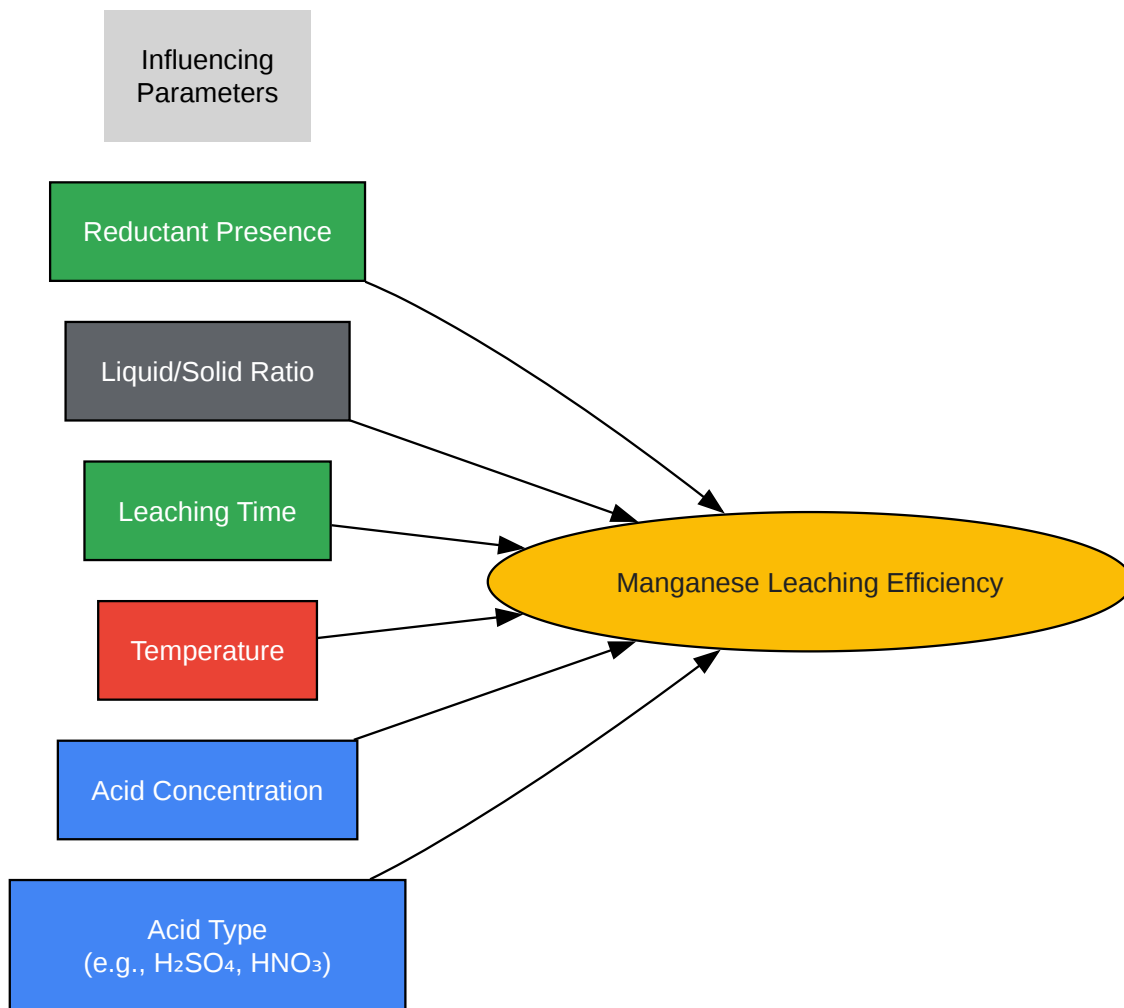 Influencing
Parameters
Reductant Presence
Liquid/Solid Ratio
Leaching Time
Manganese Leaching Efficiency
Temperature
Acid Concentration
Acid Type
(e.g., H₂SO₄, HNO₃)